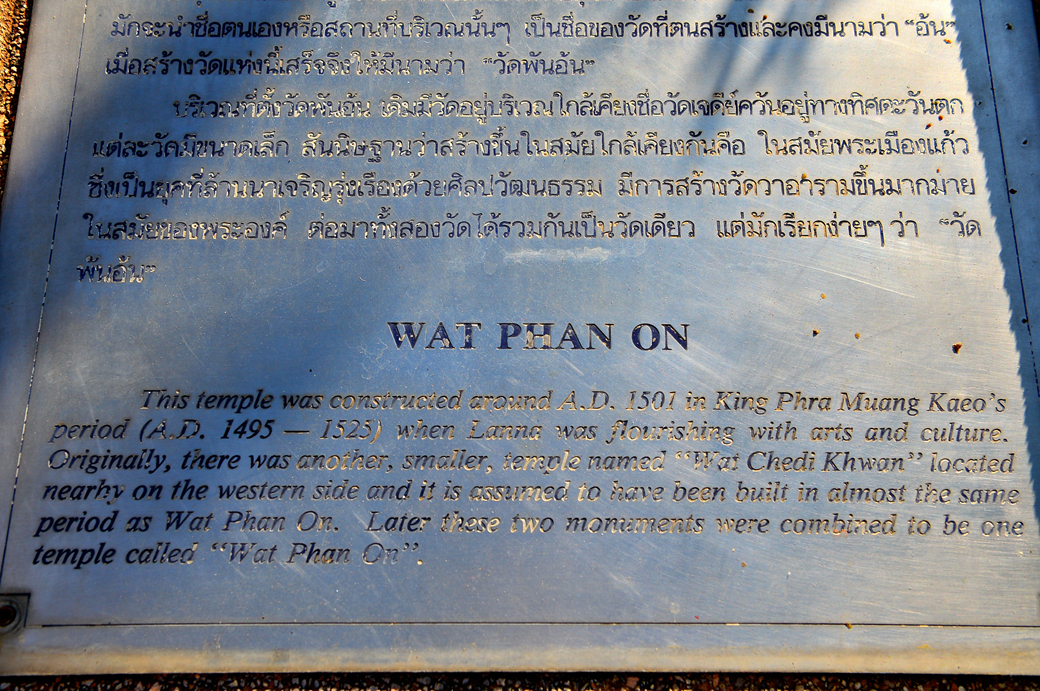 มักจะนำชื่อตนเองหรือสถานที่บริเวณนั้นๆ เป็นชื่อของวัดที่ตนสร้างและคงมีนามว่า “อ้น”
เมื่อสร้างวัดแห่งนี้เสร็จจึงให้มีนามว่า “วัดพันอ้น”
บริเวณที่ตั้งวัดพันอ้น เดิมมีวัดอยู่บริเวณใกล้เคียงชื่อวัดเจดีย์ควันอยู่ทางทิศตะวันตก
แต่ละวัดมีขนาดเล็ก สันนิษฐานว่าสร้างขึ้นในสมัยใกล้เคียงกันคือ ในสมัยพระเมืองแก้ว
ซึ่งเป็นยุคที่ล้านนาเจริญรุ่งเรืองด้วยศิลปวัฒนธรรม มีการสร้างวัดวาอารามขึ้นมากมาย
ในสมัยของพระองค์ ต่อมาทั้งสองวัดได้รวมกันเป็นวัดเดียว แต่มักเรียกง่ายๆ ว่า “วัด
พันอ้น”
WAT PHAN ON
This temple was constructed around A.D. 1501 in King Phra Muang Kaeo's
period (A.D. 1495 — 1525) when Lanna was flourishing with arts and culture.
Originally, there was another, smaller, temple named “Wat Chedi Khwan” located
nearby on the western side and it is assumed to have been built in almost the same
period as Wat Phan On. Later these two monuments were combined to be one
temple called “Wat Phan On”.